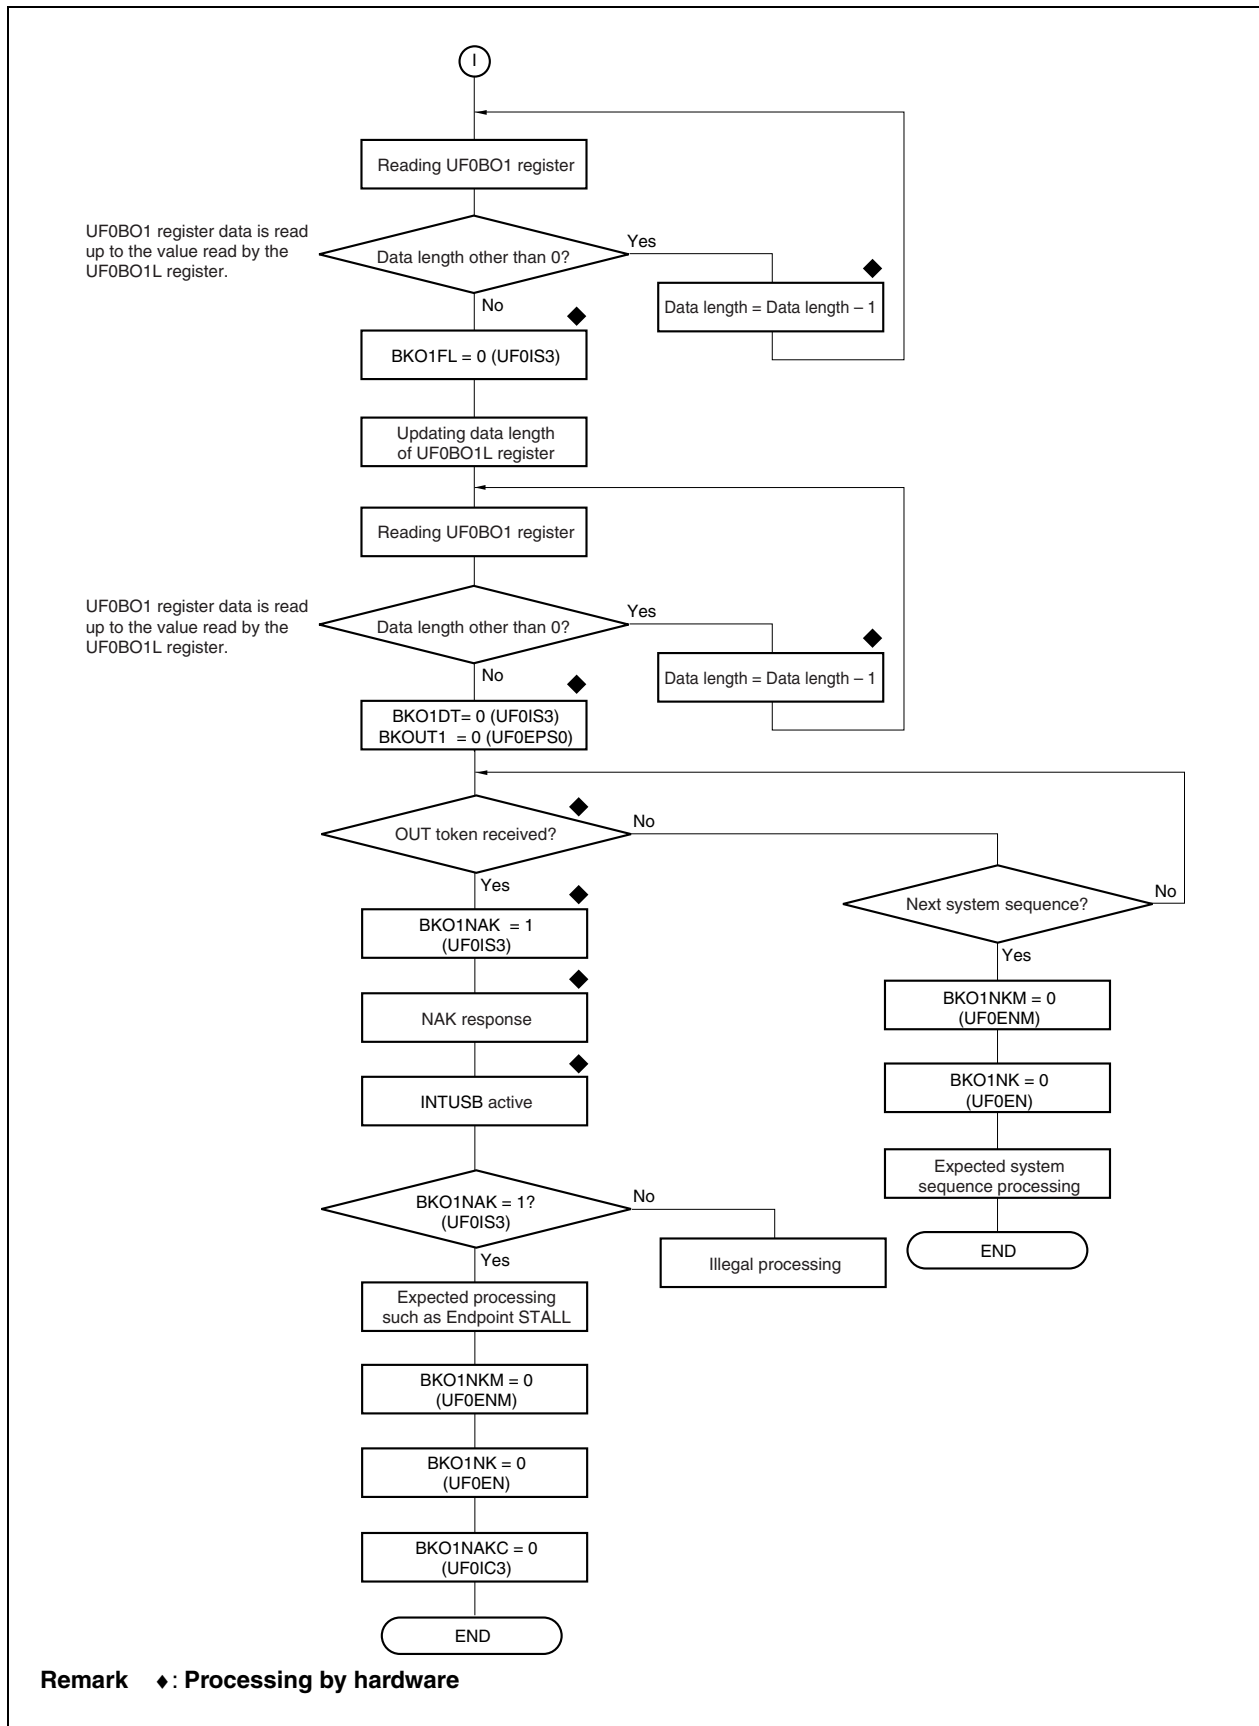 I
Reading UF0BO1 register
UF0BO1 register data is read
up to the value read by the
UF0BO1L register.
Data length other than 0?
Yes
No
◆
Data length = Data length – 1
◆
BKO1FL = 0 (UF0IS3)
Updating data length
of UF0BO1L register
Reading UF0BO1 register
UF0BO1 register data is read
up to the value read by the
UF0BO1L register.
Data length other than 0?
Yes
No
◆
Data length = Data length – 1
◆
BKO1DT= 0 (UF0IS3)
BKOUT1 = 0 (UF0EPS0)
◆
OUT token received?
No
Yes
Next system sequence?
No
Yes
◆
BKO1NAK = 1
(UF0IS3)
◆
NAK response
◆
INTUSB active
BKO1NKM = 0
(UF0ENM)
BKO1NK = 0
(UF0EN)
Expected system
sequence processing
END
BKO1NAK = 1?
(UF0IS3)
No
Yes
Illegal processing
Expected processing
such as Endpoint STALL
BKO1NKM = 0
(UF0ENM)
BKO1NK = 0
(UF0EN)
BKO1NAKC = 0
(UF0IC3)
END
Remark ♦: Processing by hardware